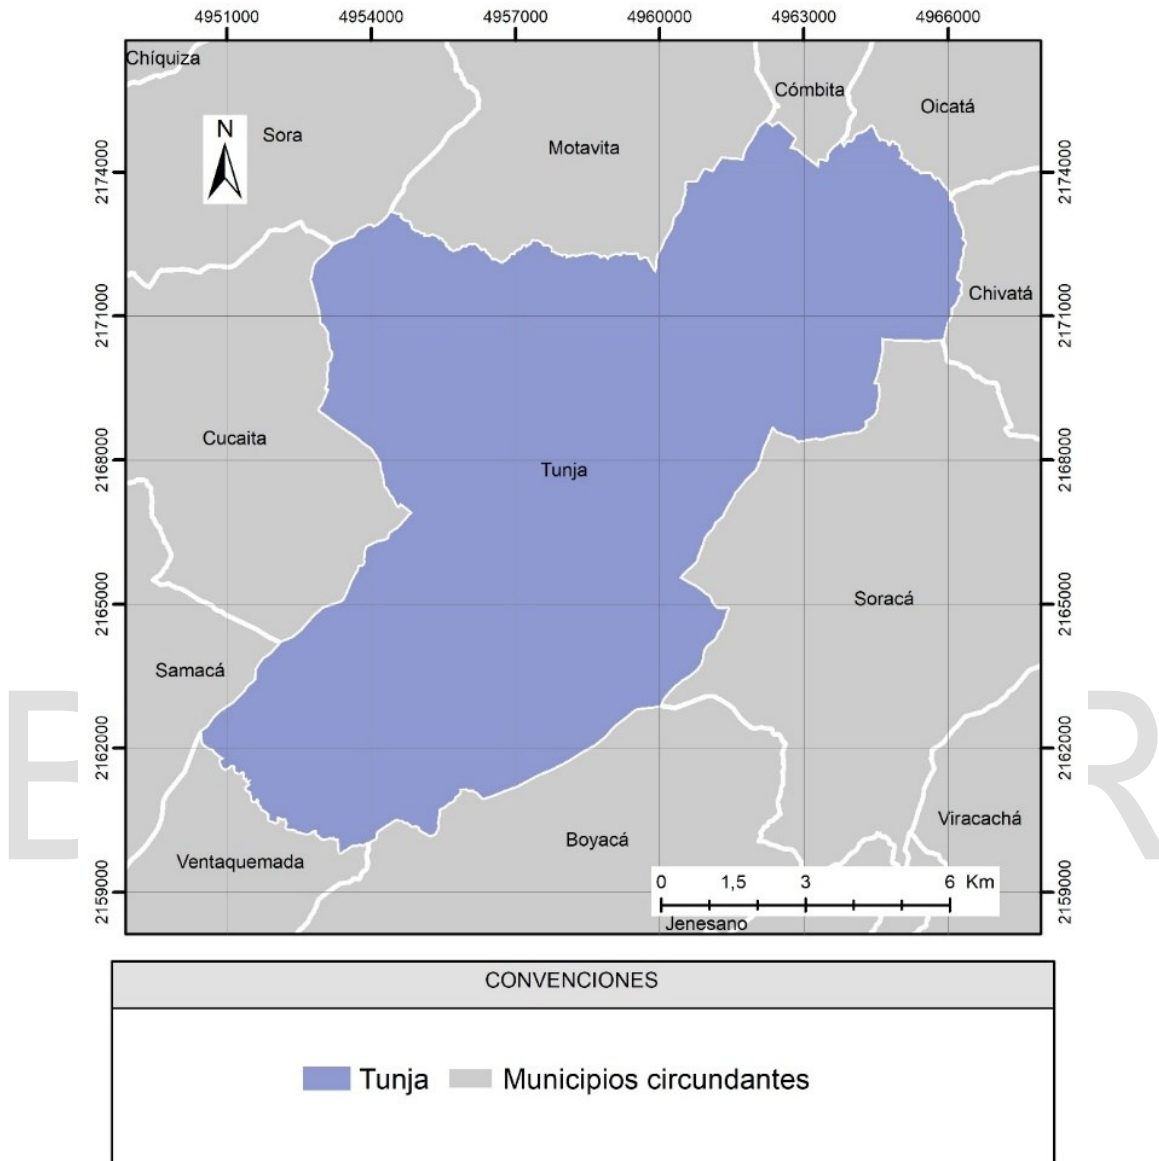 4951000 4954000 4957000 4960000 4963000 4966000
Chíquiza
Cómbita
Oicatá
N
Sora
Motavita
2174000 2174000
Chivatá
2171000 2171000
Cucaita
Tunja
2168000 2168000
Soracá
2165000 2165000
Samacá
2162000 2162000
Viracachá
Boyacá
Ventaquemada
0 1,5 3 6 Km
2159000 2159000
Jenesano
E R
CONVENCIONES
Tunja Municipios circundantes